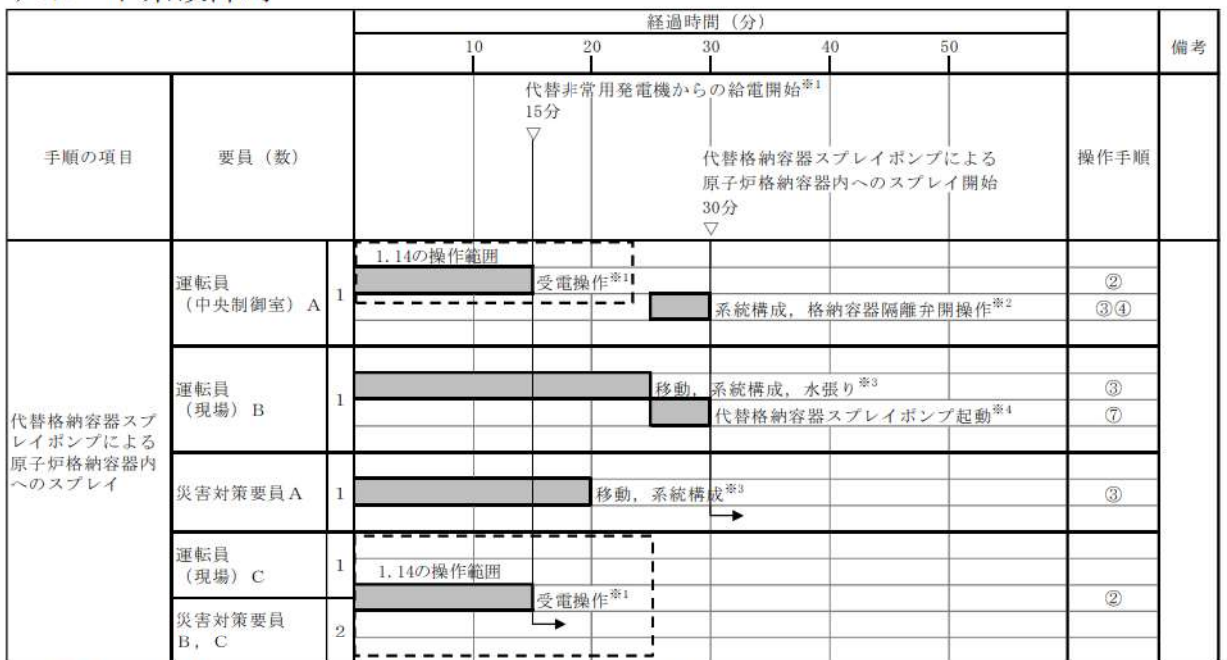 経過時間（分）
10 20 30 40 50
備考
手順の項目
要員（数）
代替非常用発電機からの給電開始※1
15分
▽
代替格納容器スプレイポンプによる
原子炉格納容器内へのスプレイ開始
30分
▽
操作手順
代替格納容器スプ
レイポンプによる
原子炉格納容器内
へのスプレイ
運転員
（中央制御室）A
1
1.14の操作範囲
受電操作※1
②
系統構成，格納容器隔離弁開操作※2
③④
運転員
（現場）B
1
移動，系統構成，水張り※3
③
代替格納容器スプレイポンプ起動※4
⑦
災害対策要員A
1
移動，系統構成※3
③
運転員
（現場）C
1
1.14の操作範囲
受電操作※1
②
災害対策要員
B，C
2